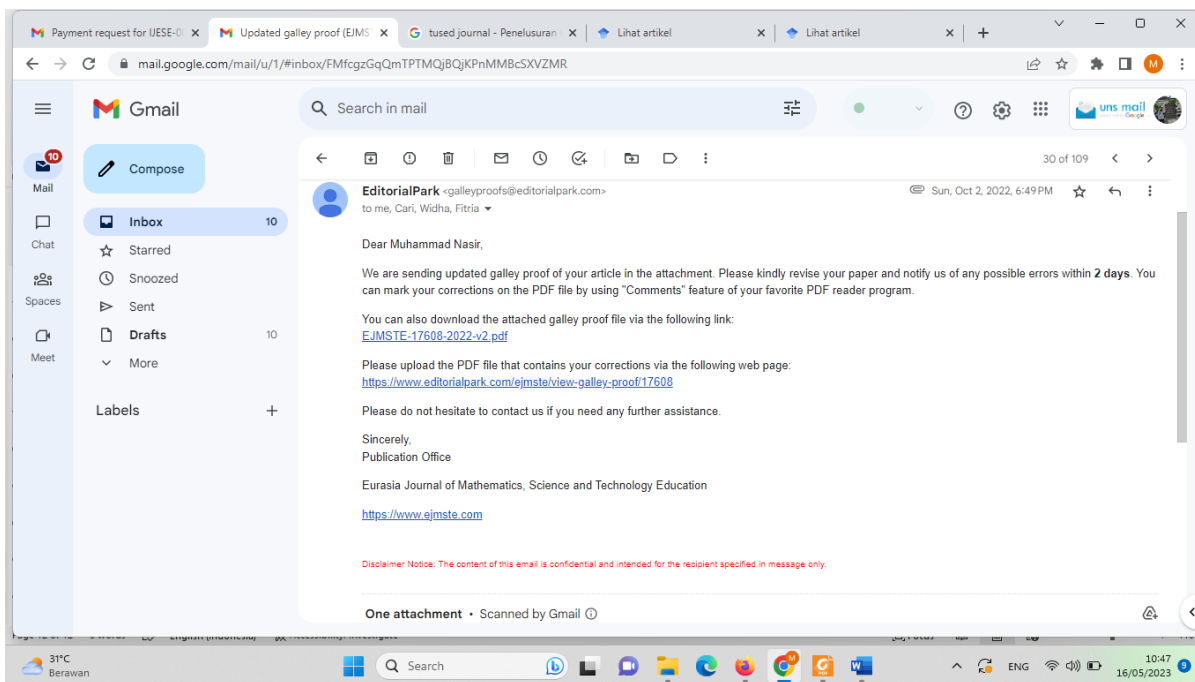 Payment request for IJESE-0
Updated galley proof (EJMS
tused journal - Penelusuran
Lihat artikel
Lihat artikel
mail.google.com/mail/u/1/#inbox/FMfcgzGqQmTPTMQjBQjKPnMMBcSXVZMR
M
Gmail
Search in mail
uns mail
10
Mail
Compose
30 of 109
Chat
Spaces
Meet
Inbox 10
Starred
Snoozed
Sent
Drafts 10
More
Labels
EditorialPark <galleyproofs@editorialpark.com>
Sun, Oct 2, 2022, 6:49 PM
to me, Cari, Widha, Fitria
Dear Muhammad Nasir,
We are sending updated galley proof of your article in the attachment. Please kindly revise your paper and notify us of any possible errors within 2 days. You
can mark your corrections on the PDF file by using "Comments" feature of your favorite PDF reader program.
You can also download the attached galley proof file via the following link:
EJMSTE-17608-2022-v2.pdf
Please upload the PDF file that contains your corrections via the following web page:
https://www.editorialpark.com/ejmste/view-galley-proof/17608
Please do not hesitate to contact us if you need any further assistance.
Sincerely,
Publication Office
Eurasia Journal of Mathematics, Science and Technology Education
https://www.ejmste.com
Disclaimer Notice: The content of this email is confidential and intended for the recipient specified in message only.
One attachment • Scanned by Gmail
31°C
Berawan
Search
ENG
10:47
16/05/2023
9